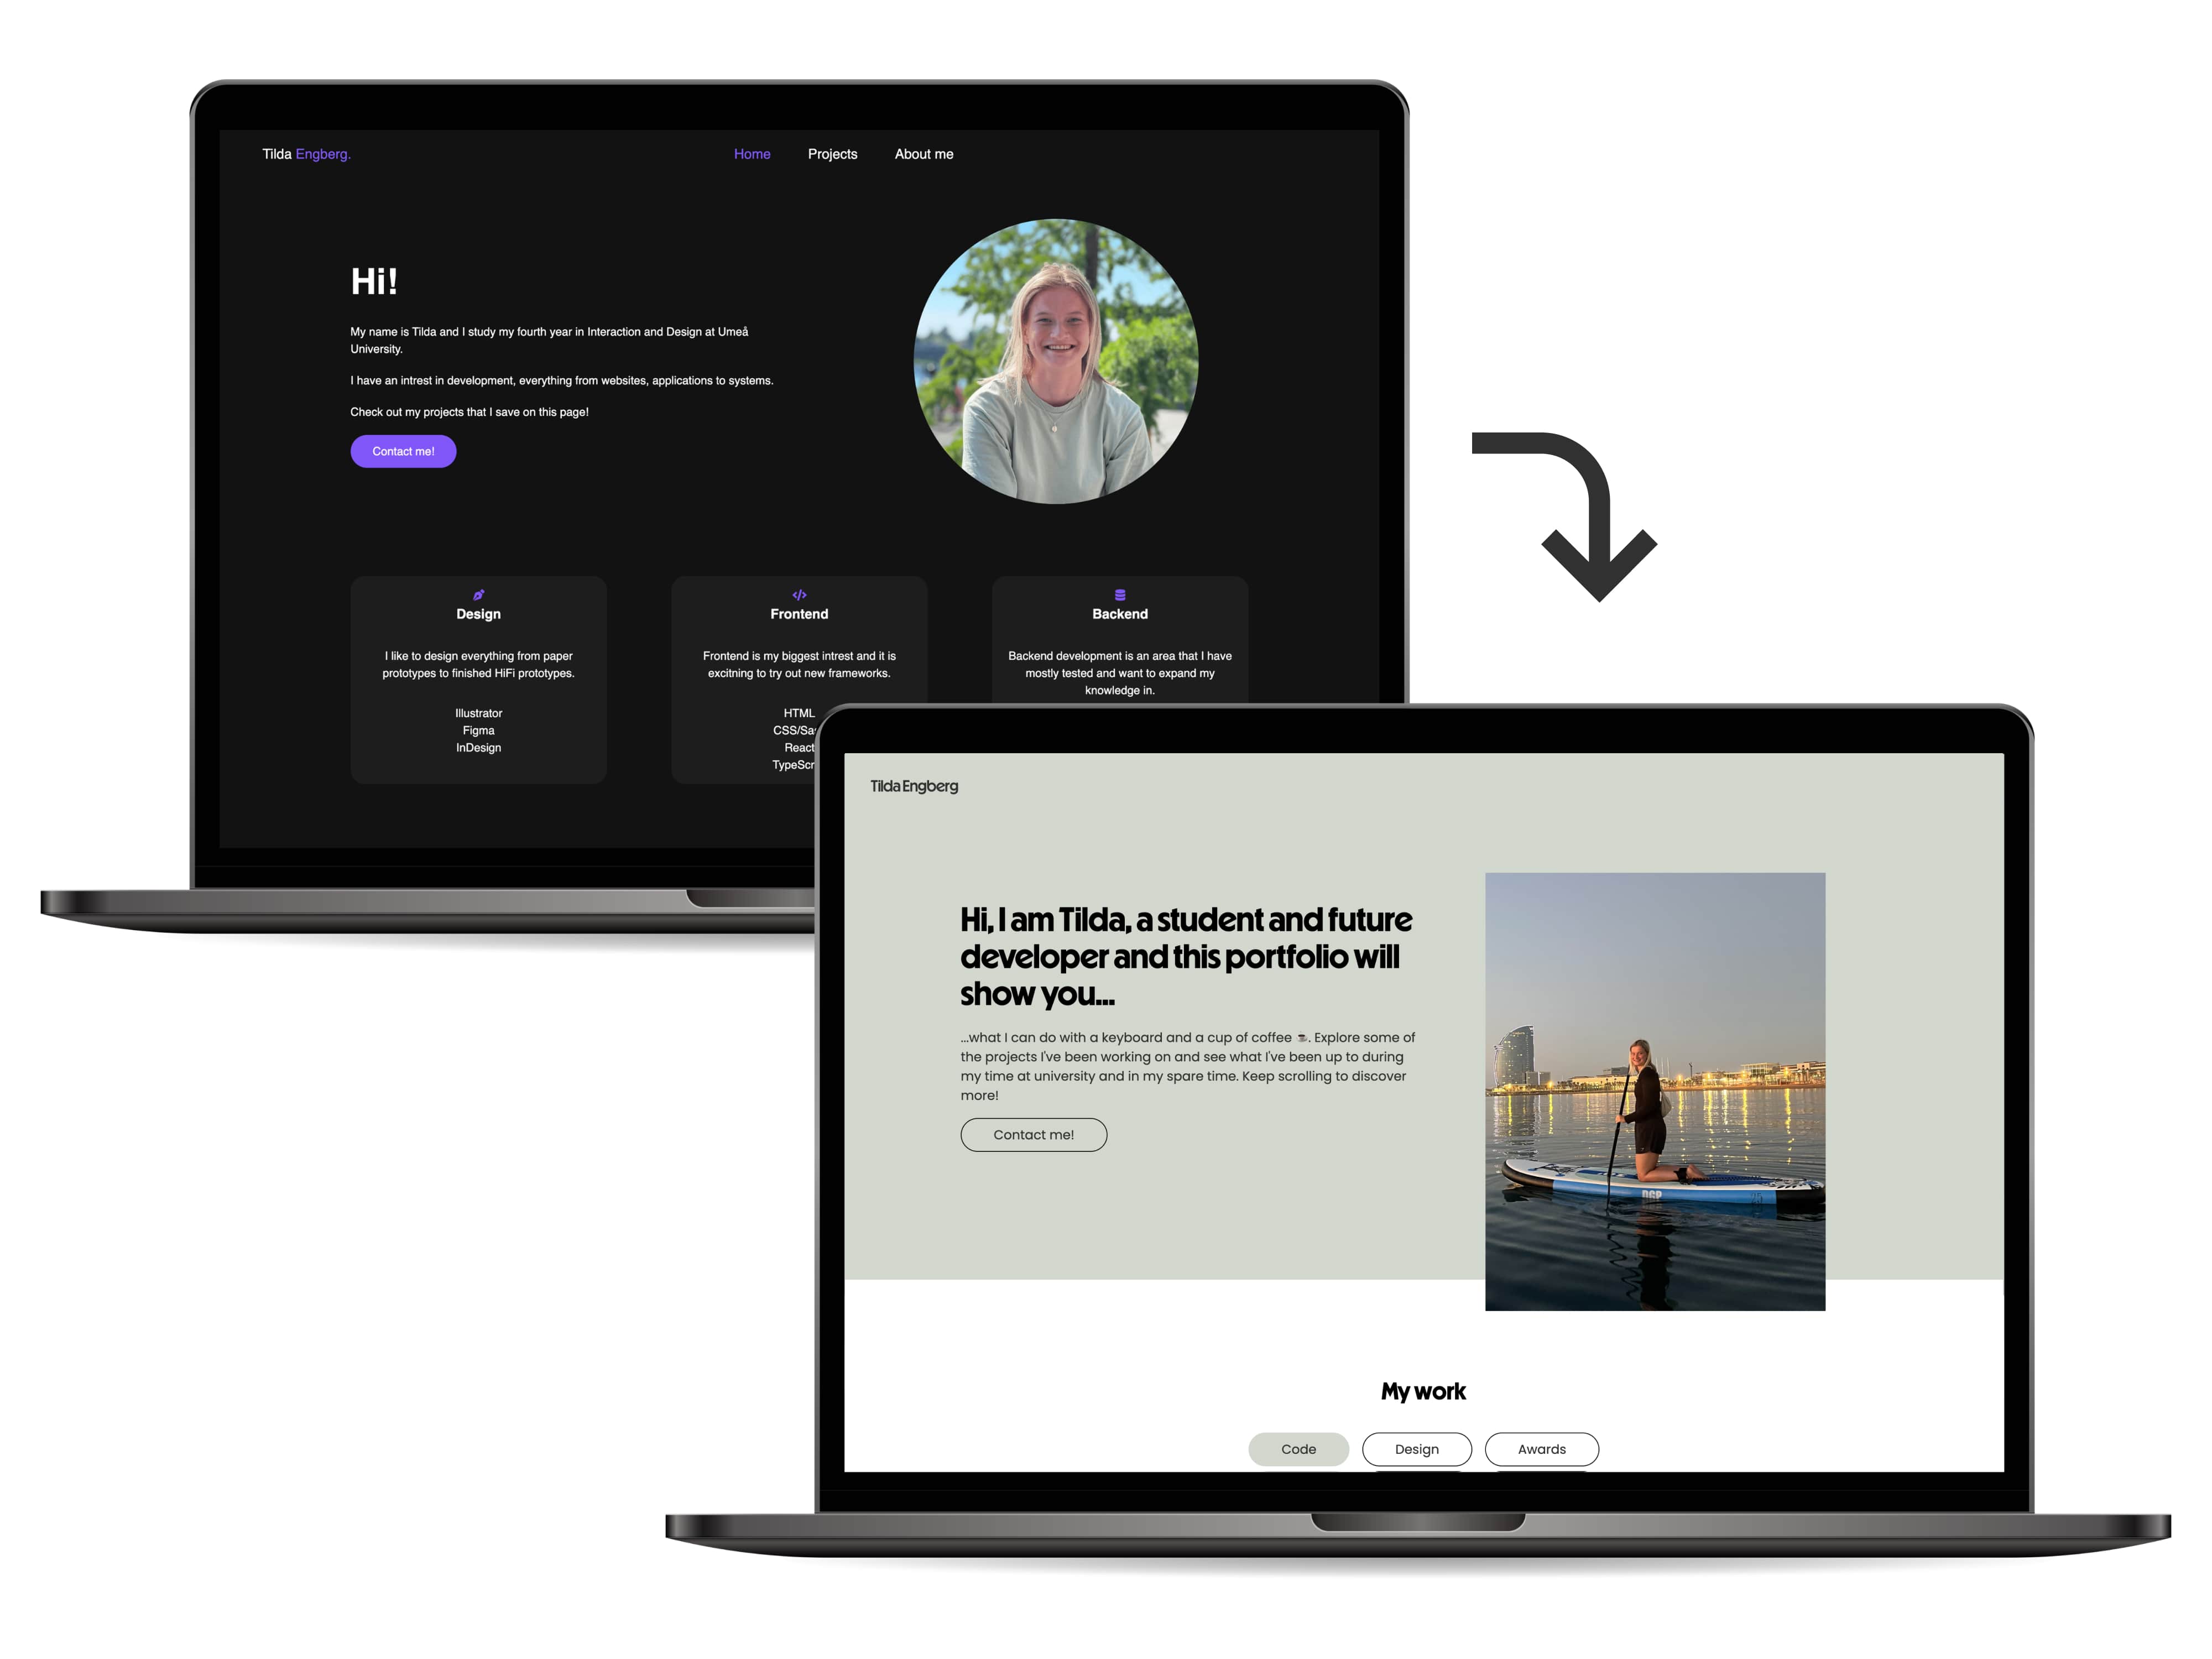 Tilda Engberg.
Home Projects About me
Hi!
My name is Tilda and I study my fourth year in Interaction and Design at Umeå
University.
I have an intrest in development, everything from websites, applications to systems.
Check out my projects that I save on this page!
Contact me!
Design
I like to design everything from paper
prototypes to finished HiFi prototypes.
Illustrator
Figma
InDesign
Frontend
Frontend is my biggest intrest and it is
excitning to try out new frameworks.
HTML
CSS/Sa
React
TypeScr
Backend
Backend development is an area that I have
mostly tested and want to expand my
knowledge in.
Tilda Engberg
Hi, I am Tilda, a student and future
developer and this portfolio will
show you...
...what I can do with a keyboard and a cup of coffee ☕. Explore some of
the projects I've been working on and see what I've been up to during
my time at university and in my spare time. Keep scrolling to discover
more!
Contact me!
DGP
My work
Code Design Awards